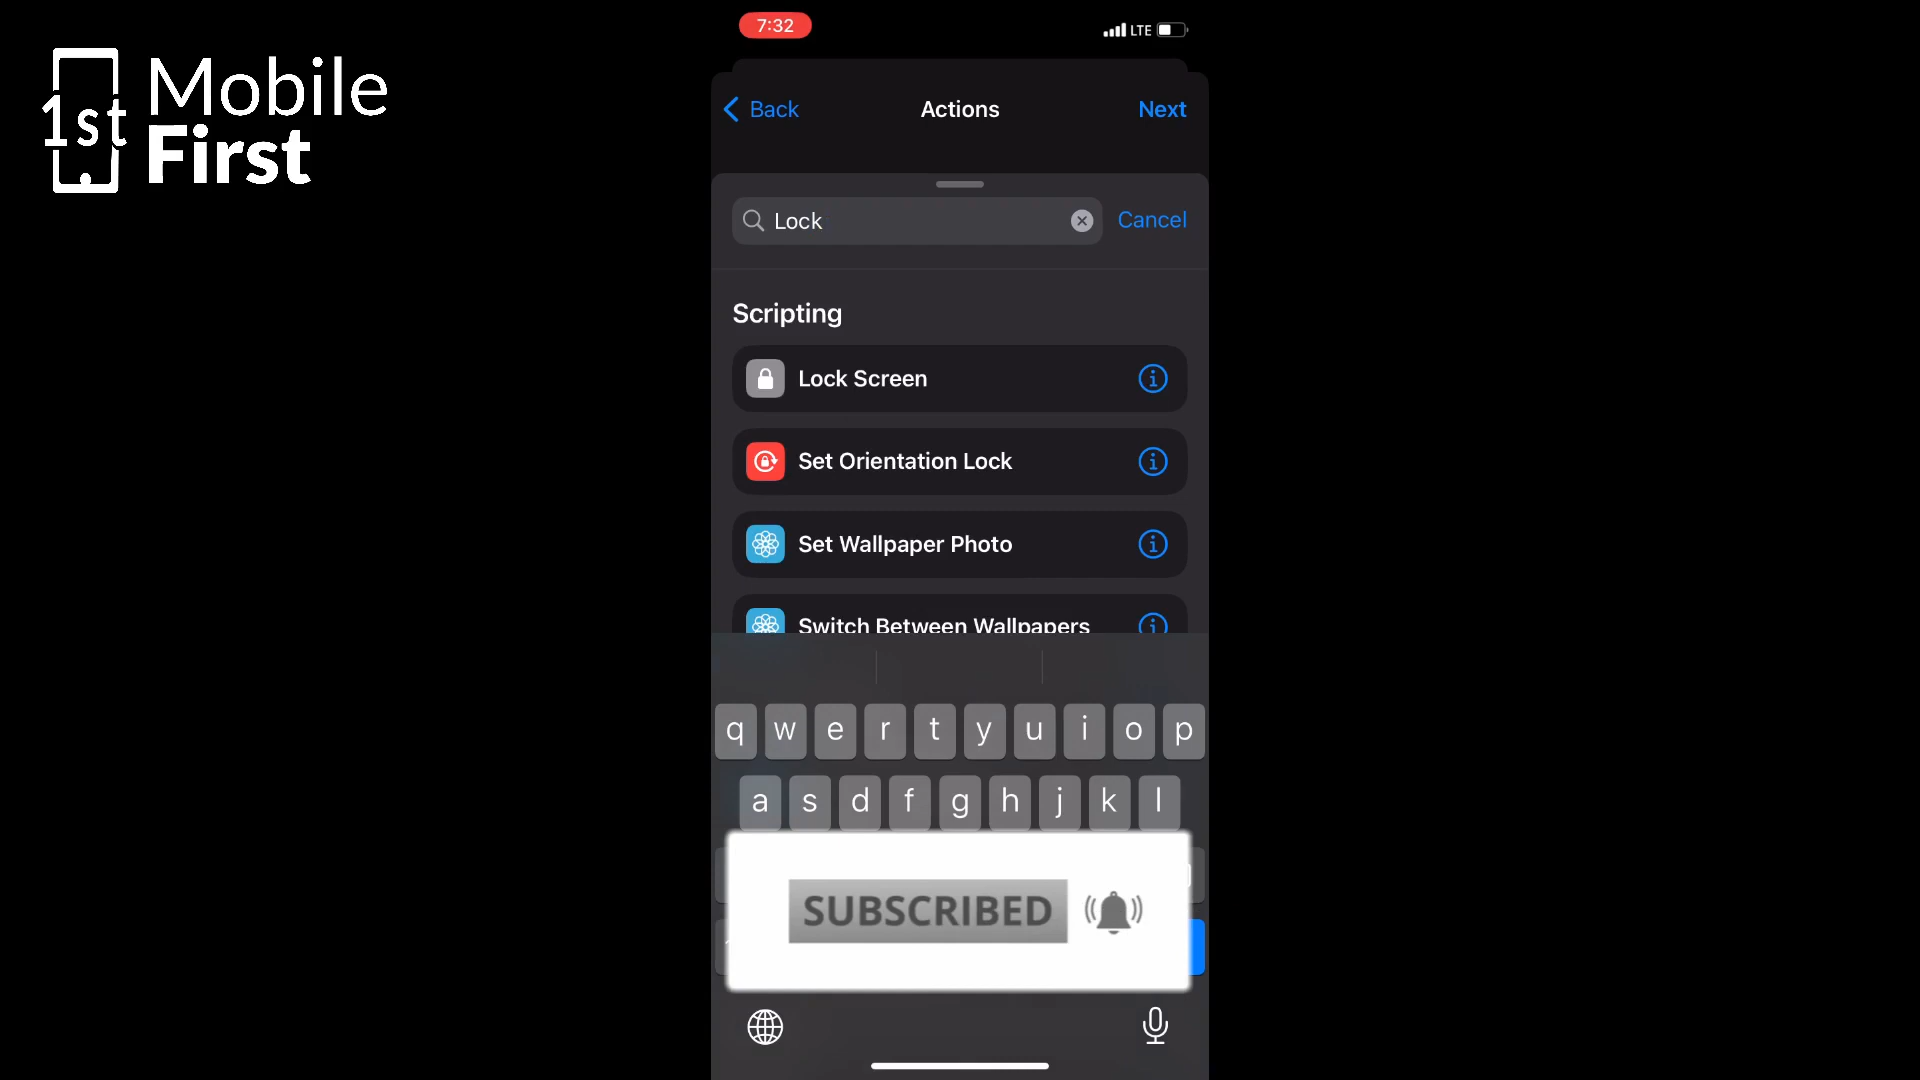 1st Mobile
First
7:32
LTE
Back Actions Next
Lock Cancel
Scripting
Lock Screen
Set Orientation Lock
Set Wallpaper Photo
Switch Between Wallpapers
q w e r t y u i o p
a s d f g h j k l
SUBSCRIBED